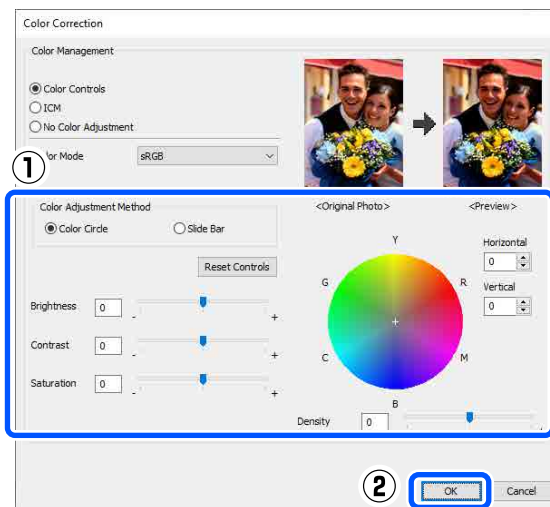 Color Correction
Color Management
Color Controls
ICM
No Color Adjustment
①
or Mode sRGB
Color Adjustment Method <Original Photo> <Preview>
Color Circle Slide Bar
Y Horizontal
0
Reset Controls
G R Vertical
0
Brightness 0 - +
Contrast 0 - +
C M
Saturation 0 - +
B
Density 0
② OK Cancel